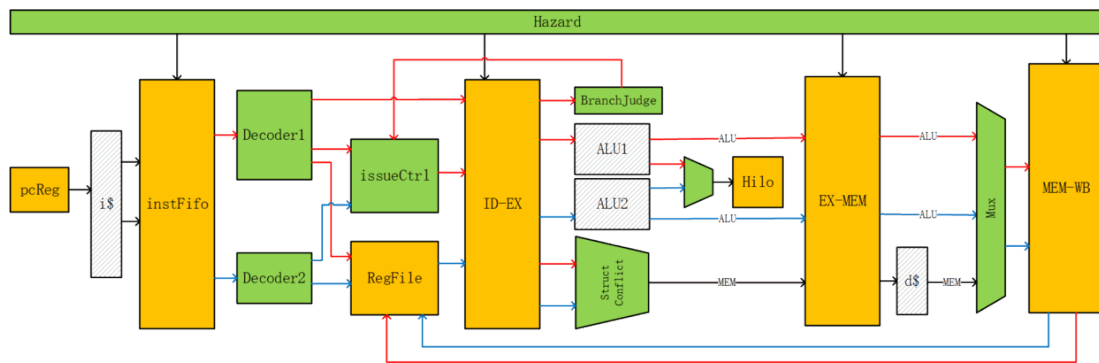 Hazard
pcReg
i$
instFifo
Decoder1
Decoder2
issueCtrl
RegFile
ID-EX
BranchJudge
ALU1
ALU2
Hilo
Struct
Conflict
ALU
ALU
MEM
EX-MEM
ALU
ALU
d$
MEM
Mux
MEM-WB